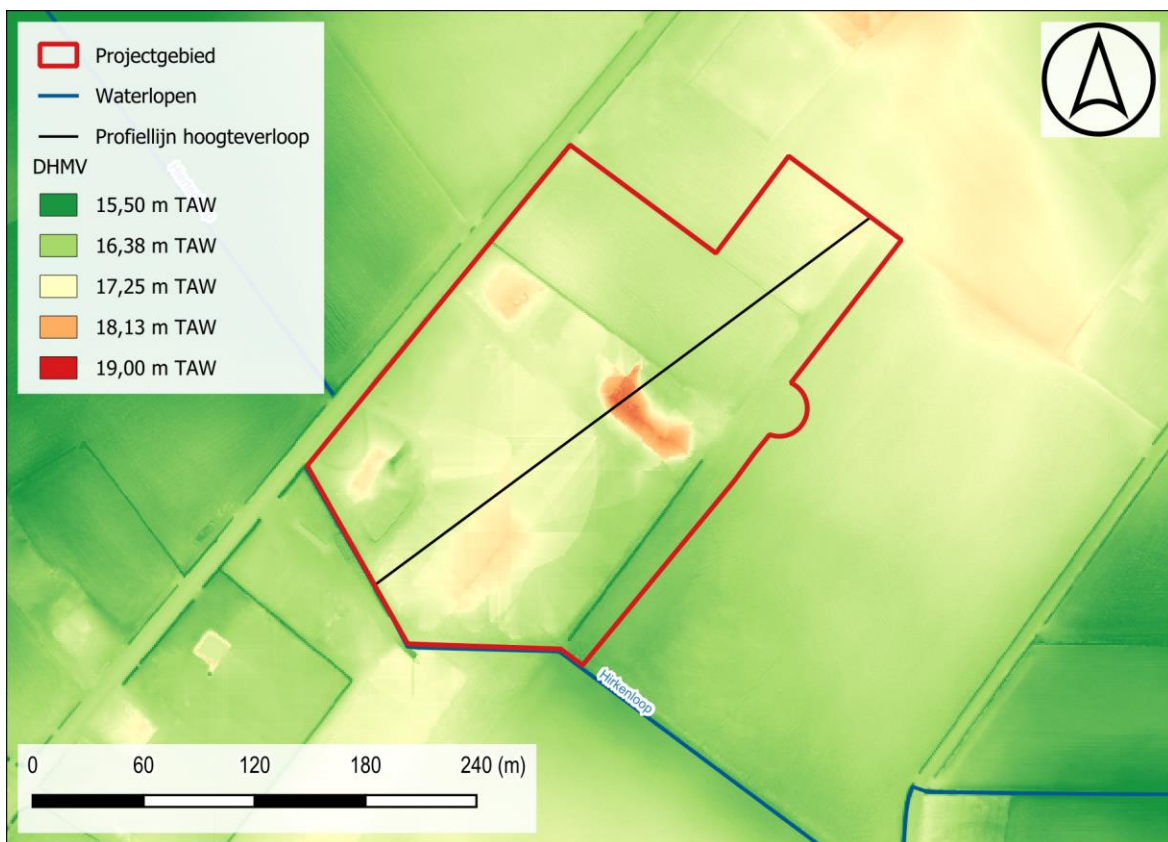 Projectgebied
Waterlopen
Profiellijn hoogteverloop
DHMV
15,50 m TAW
16,38 m TAW
17,25 m TAW
18,13 m TAW
19,00 m TAW
Hirkenloop
0 60 120 180 240 (m)